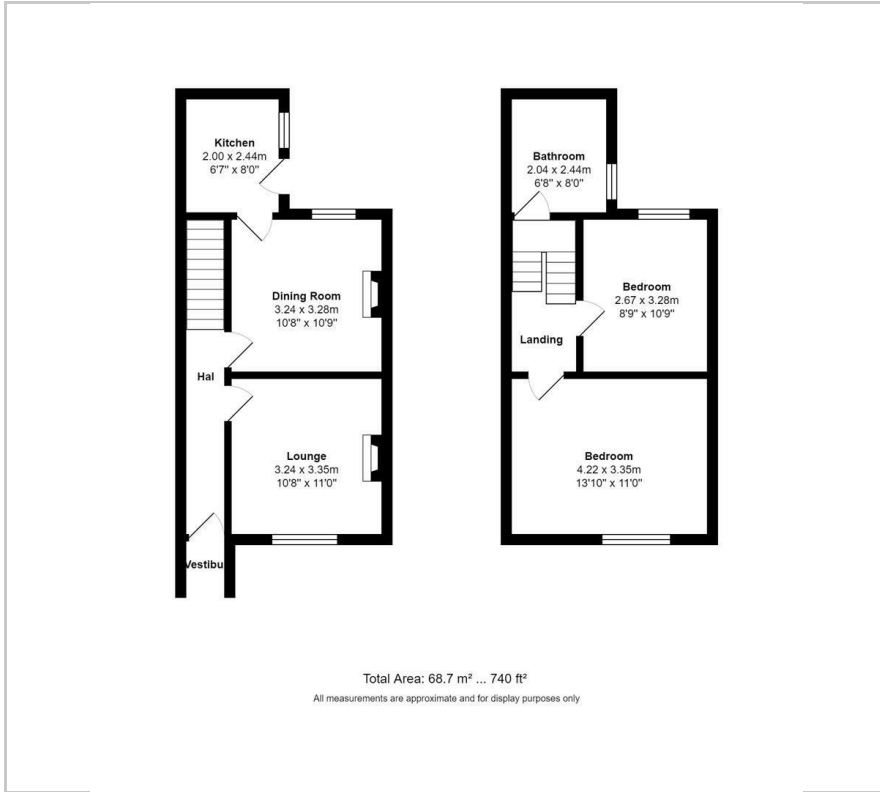 Kitchen
2.00 x 2.44m
6'7" x 8'0"
Dining Room
3.24 x 3.28m
10'8" x 10'9"
Hal
Lounge
3.24 x 3.35m
10'8" x 11'0"
Vestibu
Bathroom
2.04 x 2.44m
6'8" x 8'0"
Bedroom
2.67 x 3.28m
8'9" x 10'9"
Landing
Bedroom
4.22 x 3.35m
13'10" x 11'0"
Total Area: 68.7 m² ... 740 ft²
All measurements are approximate and for display purposes only